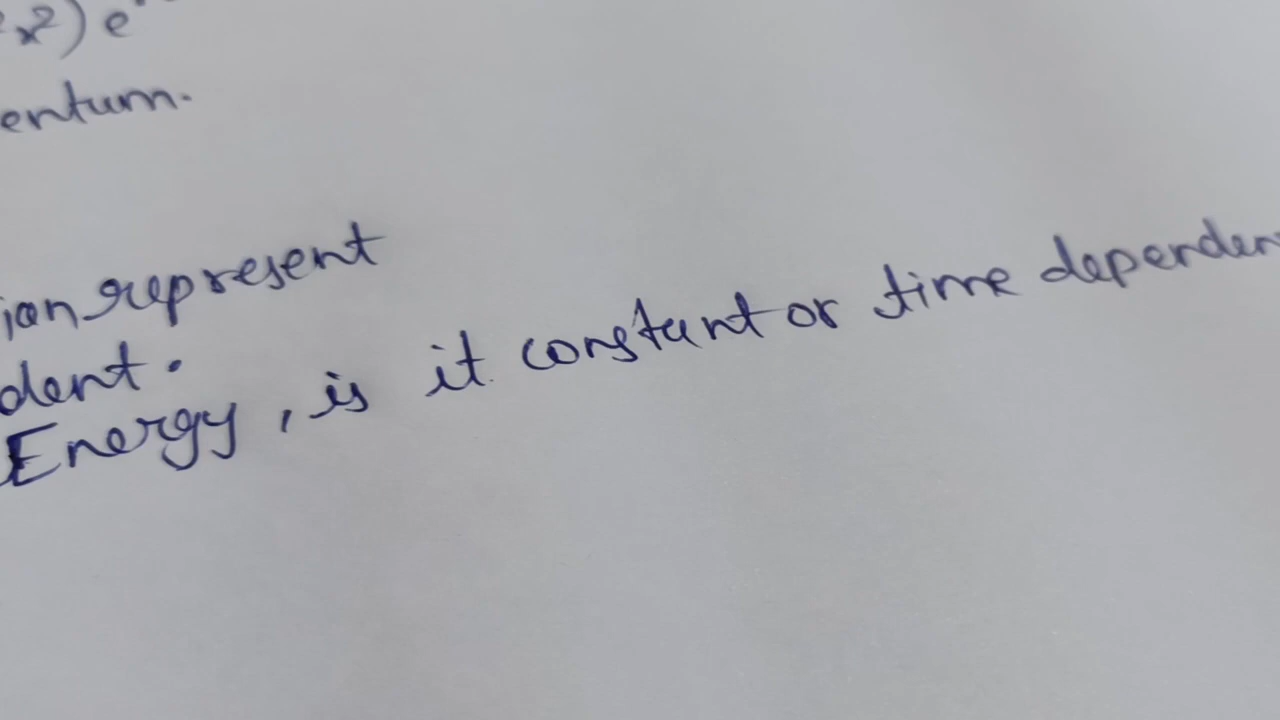 x²) e
entum.
ian represent
dent.
Energy, is it constant or time dependen